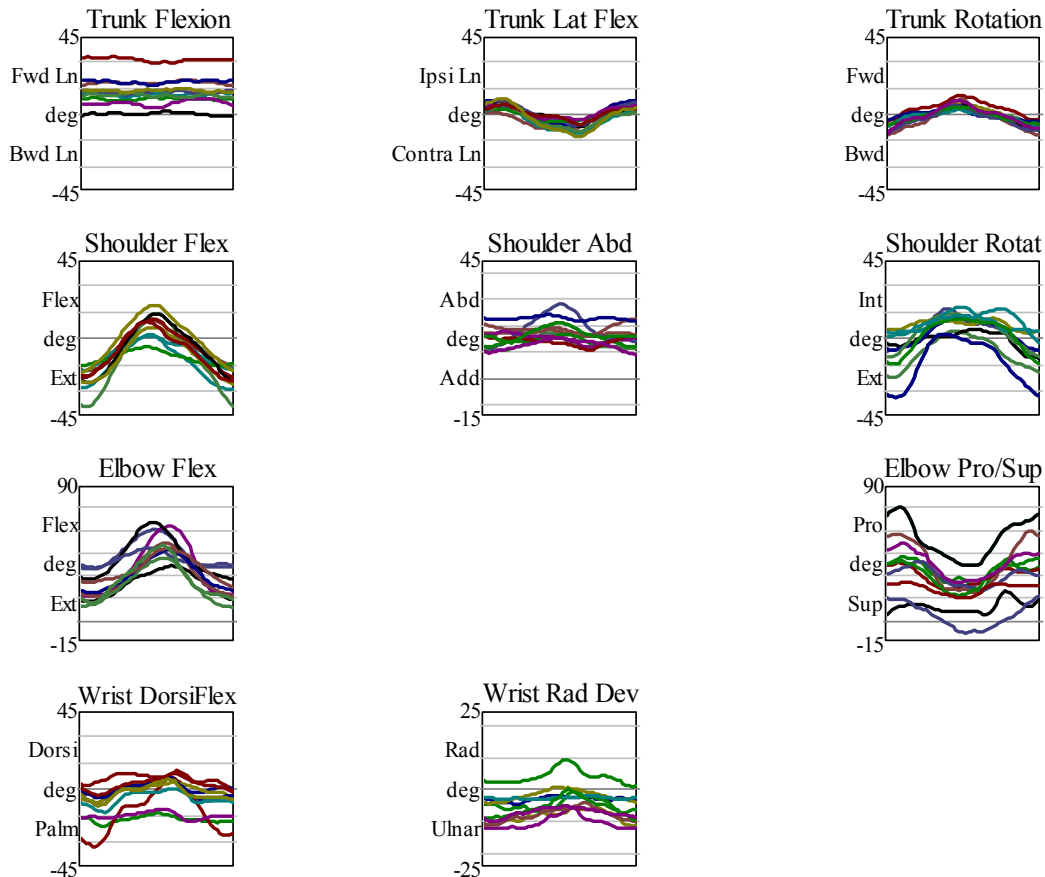 Trunk Flexion
45
Fwd Ln
deg
Bwd Ln
-45
Trunk Lat Flex
45
Ipsi Ln
deg
Contra Ln
-45
Trunk Rotation
45
Fwd
deg
Bwd
-45
Shoulder Flex
45
Flex
deg
Ext
-45
Shoulder Abd
45
Abd
deg
Add
-15
Shoulder Rotat
45
Int
deg
Ext
-45
Elbow Flex
90
Flex
deg
Ext
-15
Elbow Pro/Sup
90
Pro
deg
Sup
-15
Wrist DorsiFlex
45
Dorsi
deg
Palm
-45
Wrist Rad Dev
25
Rad
deg
Ulnar
-25